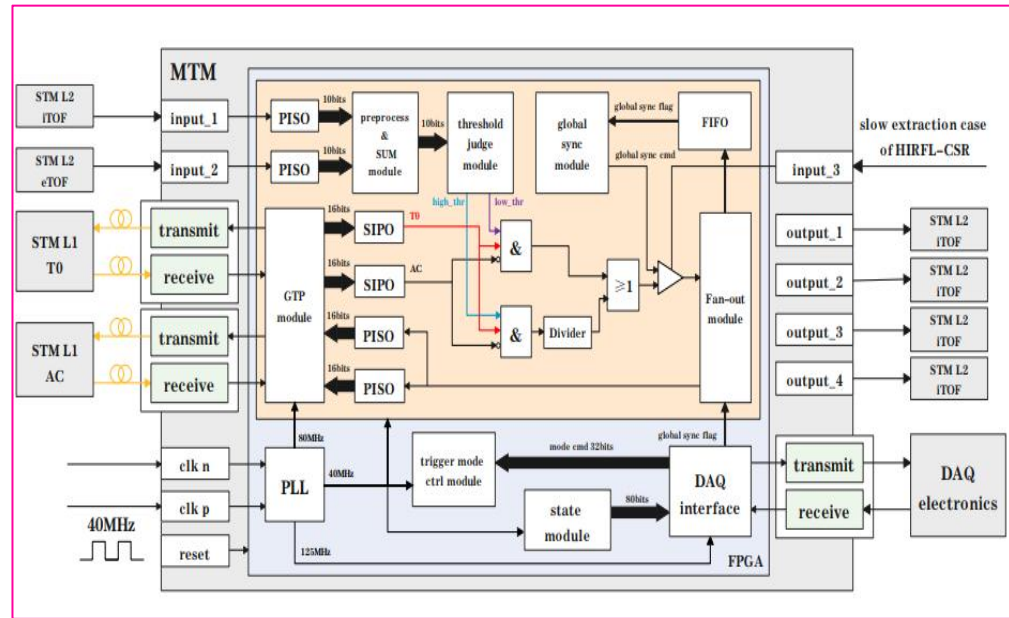 MTM
STM L2
iTOF
input_1
PISO
10bits
preprocess
&
SUM
module
10bits
threshold
judge
module
global
sync
module
global sync flag
FIFO
STM L2
eTOF
input_2
PISO
10bits
global sync cmd
input_3
slow extraction case
of HIRFL-CSR
high_thr
low_thr
STM L1
T0
transmit
receive
GTP
module
16bits
SIPO
T0
&
16bits
SIPO
AC
≥1
Fan-out
module
output_1
STM L2
iTOF
output_2
STM L2
iTOF
STM L1
AC
transmit
receive
16bits
PISO
&
Divider
16bits
PISO
output_3
STM L2
iTOF
output_4
STM L2
iTOF
80MHz
global sync flag
clk n
clk p
PLL
40MHz
trigger mode
ctrl module
mode cmd 32bits
DAQ
interface
transmit
receive
DAQ
electronics
40MHz
reset
125MHz
state
module
80bits
FPGA